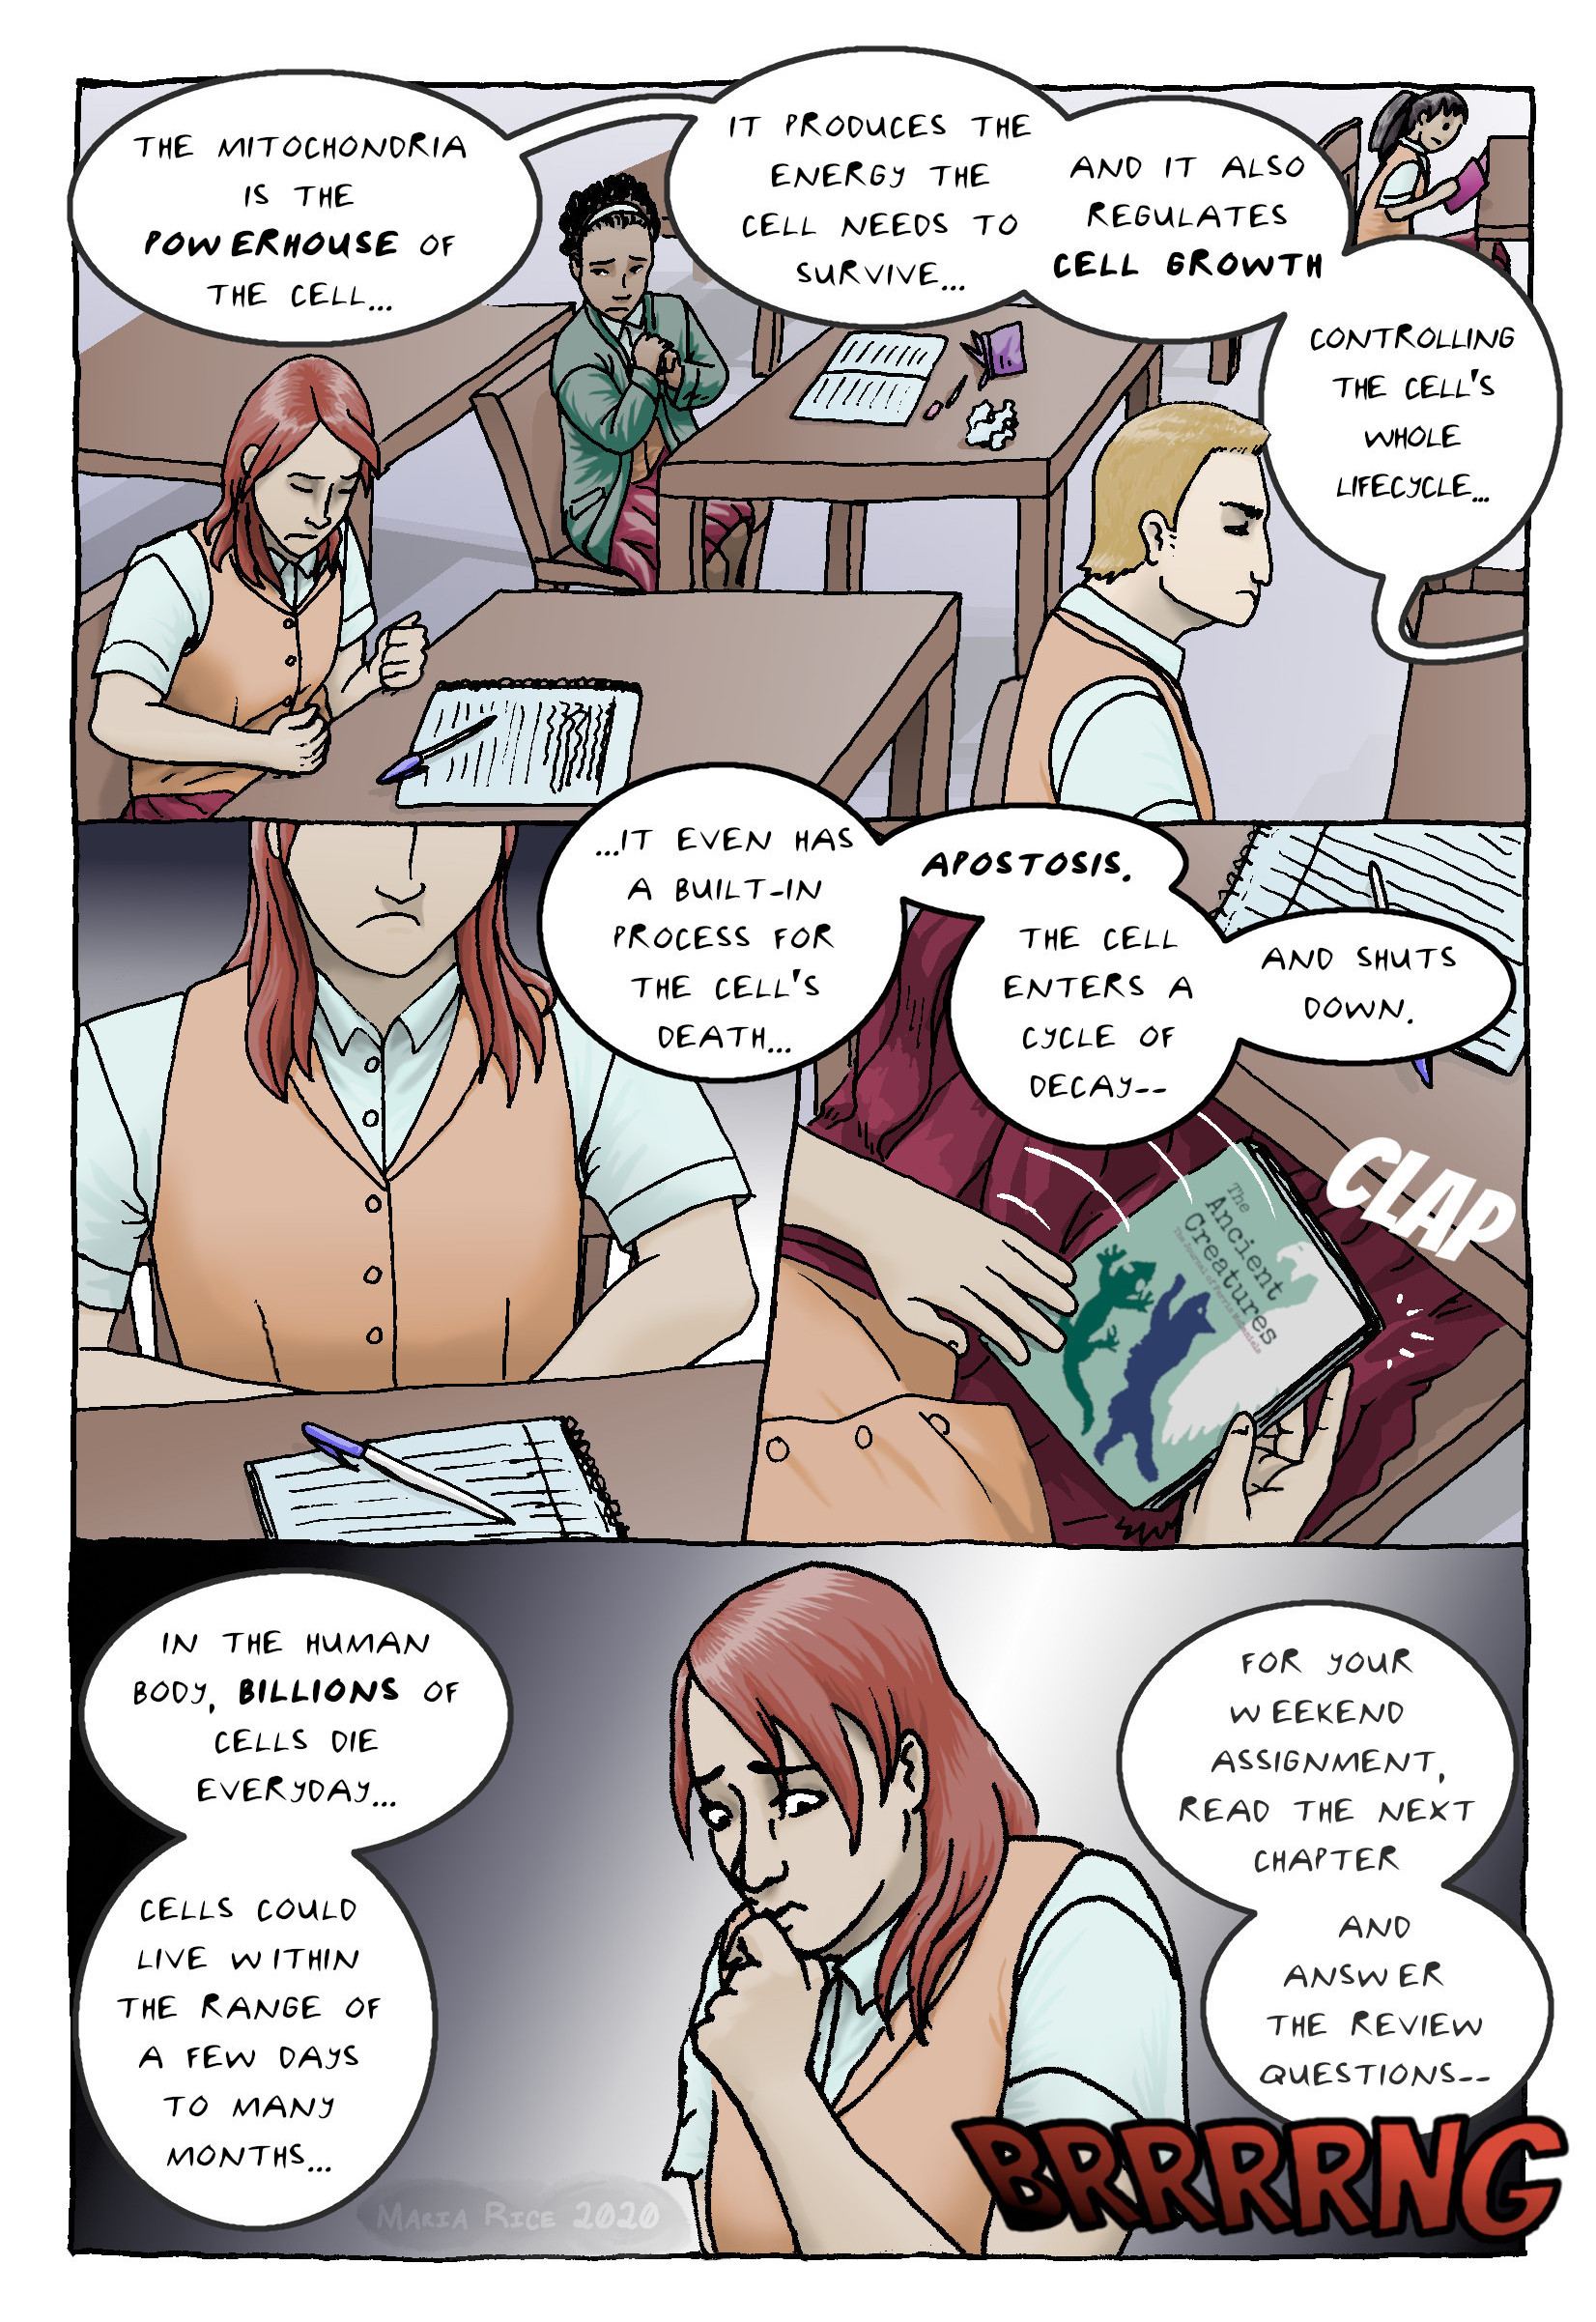 THE MITOCHONDRIA
IS THE
POWERHOUSE OF
THE CELL...
IT PRODUCES THE
ENERGY THE
CELL NEEDS TO
SURVIVE...
AND IT ALSO
REGULATES
CELL GROWTH
CONTROLLING
THE CELL'S
WHOLE
LIFECYCLE...
...IT EVEN HAS
A BUILT-IN
PROCESS FOR
THE CELL'S
DEATH...
APOSTOSIS.
THE CELL
ENTERS A
CYCLE OF
DECAY--
AND SHUTS
DOWN.
The
Ancient
Creatures
The Journal of
CLAP
IN THE HUMAN
BODY, BILLIONS OF
CELLS DIE
EVERYDAY...
CELLS COULD
LIVE WITHIN
THE RANGE OF
A FEW DAYS
TO MANY
MONTHS...
FOR YOUR
WEEKEND
ASSIGNMENT,
READ THE NEXT
CHAPTER
AND
ANSWER
THE REVIEW
QUESTIONS--
BRRRRNG
MARIA RICE 2020